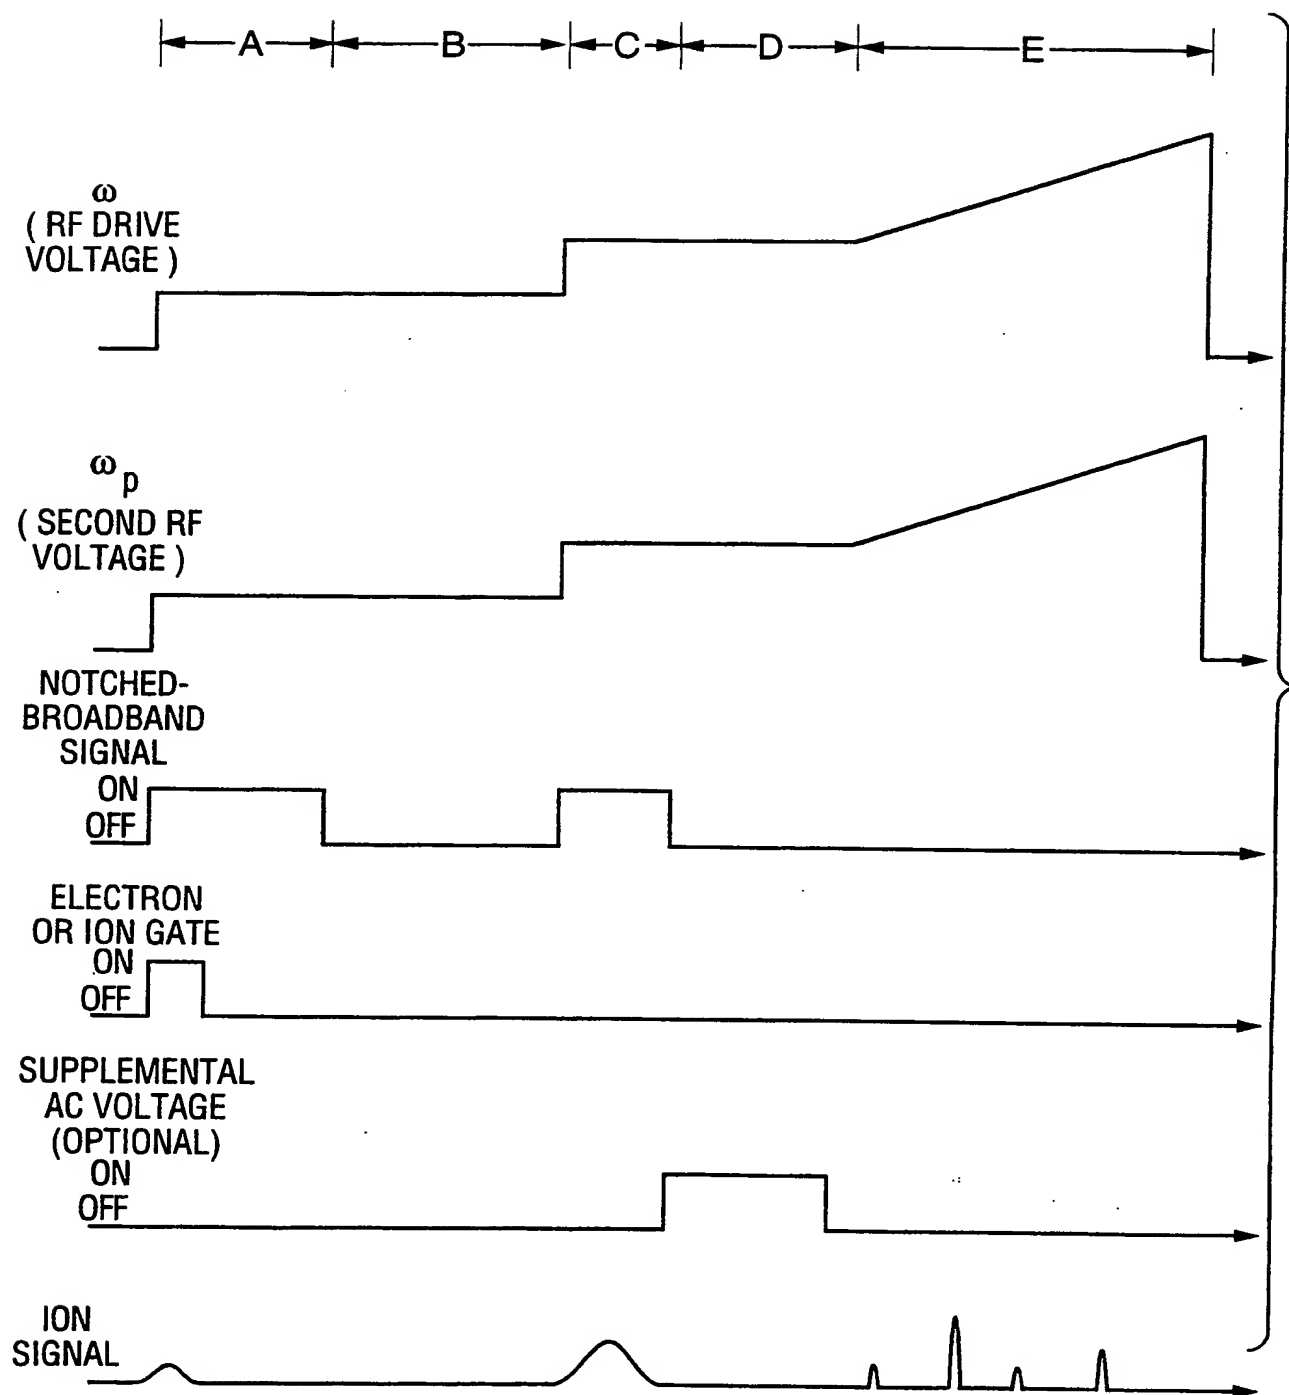 A B C D E
ω
( RF DRIVE
VOLTAGE )
ωp
( SECOND RF
VOLTAGE )
NOTCHED-
BROADBAND
SIGNAL
ON
OFF
ELECTRON
OR ION GATE
ON
OFF
SUPPLEMENTAL
AC VOLTAGE
(OPTIONAL)
ON
OFF
ION
SIGNAL